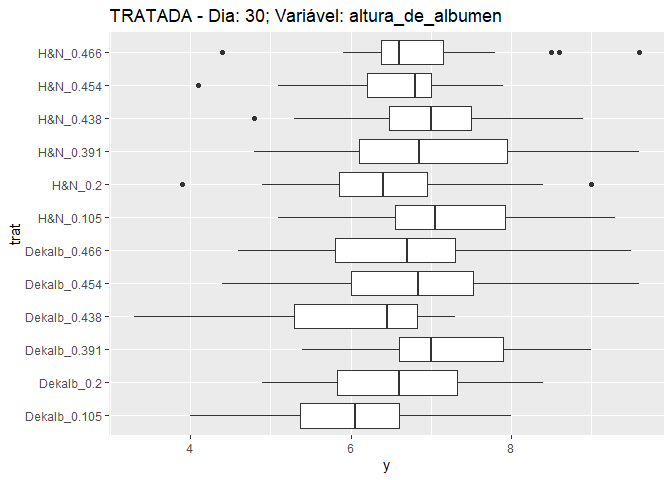 TRATADA - Dia: 30; Variável: altura_de_albumen
H&N_0.466
H&N_0.454
H&N_0.438
H&N_0.391
H&N_0.2
H&N_0.105
Dekalb_0.466
Dekalb_0.454
Dekalb_0.438
Dekalb_0.391
Dekalb_0.2
Dekalb_0.105
trat
4 6 8
y